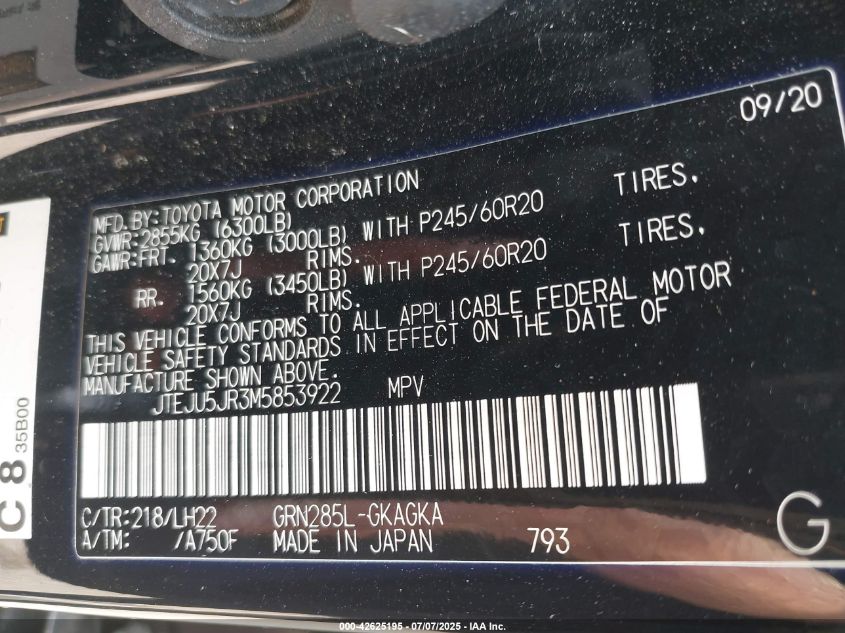 09/20
MFD.BY:TOYOTA MOTOR CORPORATION
GVWR:2855KG (6300LB)
GAWR:FRT. 1360KG (3000LB) WITH P245/60R20 TIRES,
20X7J RIMS.
RR. 1560KG (3450LB) WITH P245/60R20 TIRES,
20X7J RIMS.
THIS VEHICLE CONFORMS TO ALL APPLICABLE FEDERAL MOTOR
VEHICLE SAFETY STANDARDS IN EFFECT ON THE DATE OF
MANUFACTURE SHOWN ABOVE.
JTEJU5JR3M5853922 MPV
C/TR:218/LH22 GRN285L-GKAGKA
A/TM: /A750F MADE IN JAPAN 793
G
C 8
35B00
000-42625195 - 07/07/2025 - IAA Inc.